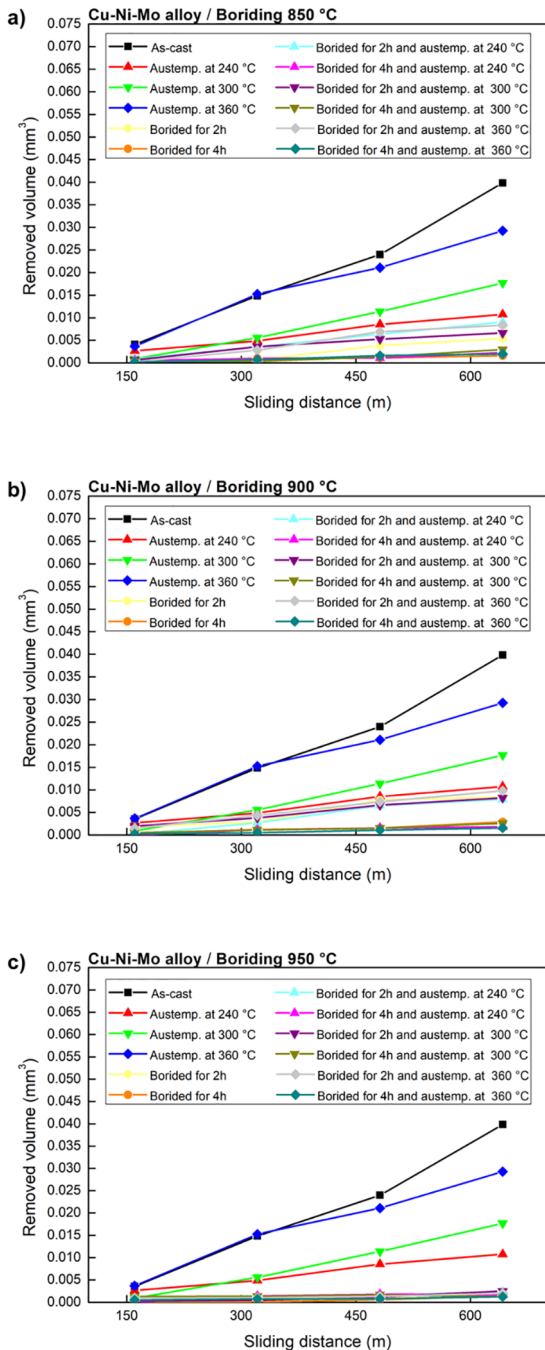 a)
Cu-Ni-Mo alloy / Boriding 850 °C
0.075
0.070
0.065
0.060
0.055
0.050
0.045
0.040
0.035
0.030
0.025
0.020
0.015
0.010
0.005
0.000
Removed volume (mm³)
As-cast
Austemp. at 240 °C
Austemp. at 300 °C
Austemp. at 360 °C
Borided for 2h
Borided for 4h
Borided for 2h and austemp. at 240 °C
Borided for 4h and austemp. at 240 °C
Borided for 2h and austemp. at 300 °C
Borided for 4h and austemp. at 300 °C
Borided for 2h and austemp. at 360 °C
Borided for 4h and austemp. at 360 °C
150 300 450 600
Sliding distance (m)
b)
Cu-Ni-Mo alloy / Boriding 900 °C
0.075
0.070
0.065
0.060
0.055
0.050
0.045
0.040
0.035
0.030
0.025
0.020
0.015
0.010
0.005
0.000
Removed volume (mm³)
As-cast
Austemp. at 240 °C
Austemp. at 300 °C
Austemp. at 360 °C
Borided for 2h
Borided for 4h
Borided for 2h and austemp. at 240 °C
Borided for 4h and austemp. at 240 °C
Borided for 2h and austemp. at 300 °C
Borided for 4h and austemp. at 300 °C
Borided for 2h and austemp. at 360 °C
Borided for 4h and austemp. at 360 °C
150 300 450 600
Sliding distance (m)
c)
Cu-Ni-Mo alloy / Boriding 950 °C
0.075
0.070
0.065
0.060
0.055
0.050
0.045
0.040
0.035
0.030
0.025
0.020
0.015
0.010
0.005
0.000
Removed volume (mm³)
As-cast
Austemp. at 240 °C
Austemp. at 300 °C
Austemp. at 360 °C
Borided for 2h
Borided for 4h
Borided for 2h and austemp. at 240 °C
Borided for 4h and austemp. at 240 °C
Borided for 2h and austemp. at 300 °C
Borided for 4h and austemp. at 300 °C
Borided for 2h and austemp. at 360 °C
Borided for 4h and austemp. at 360 °C
150 300 450 600
Sliding distance (m)